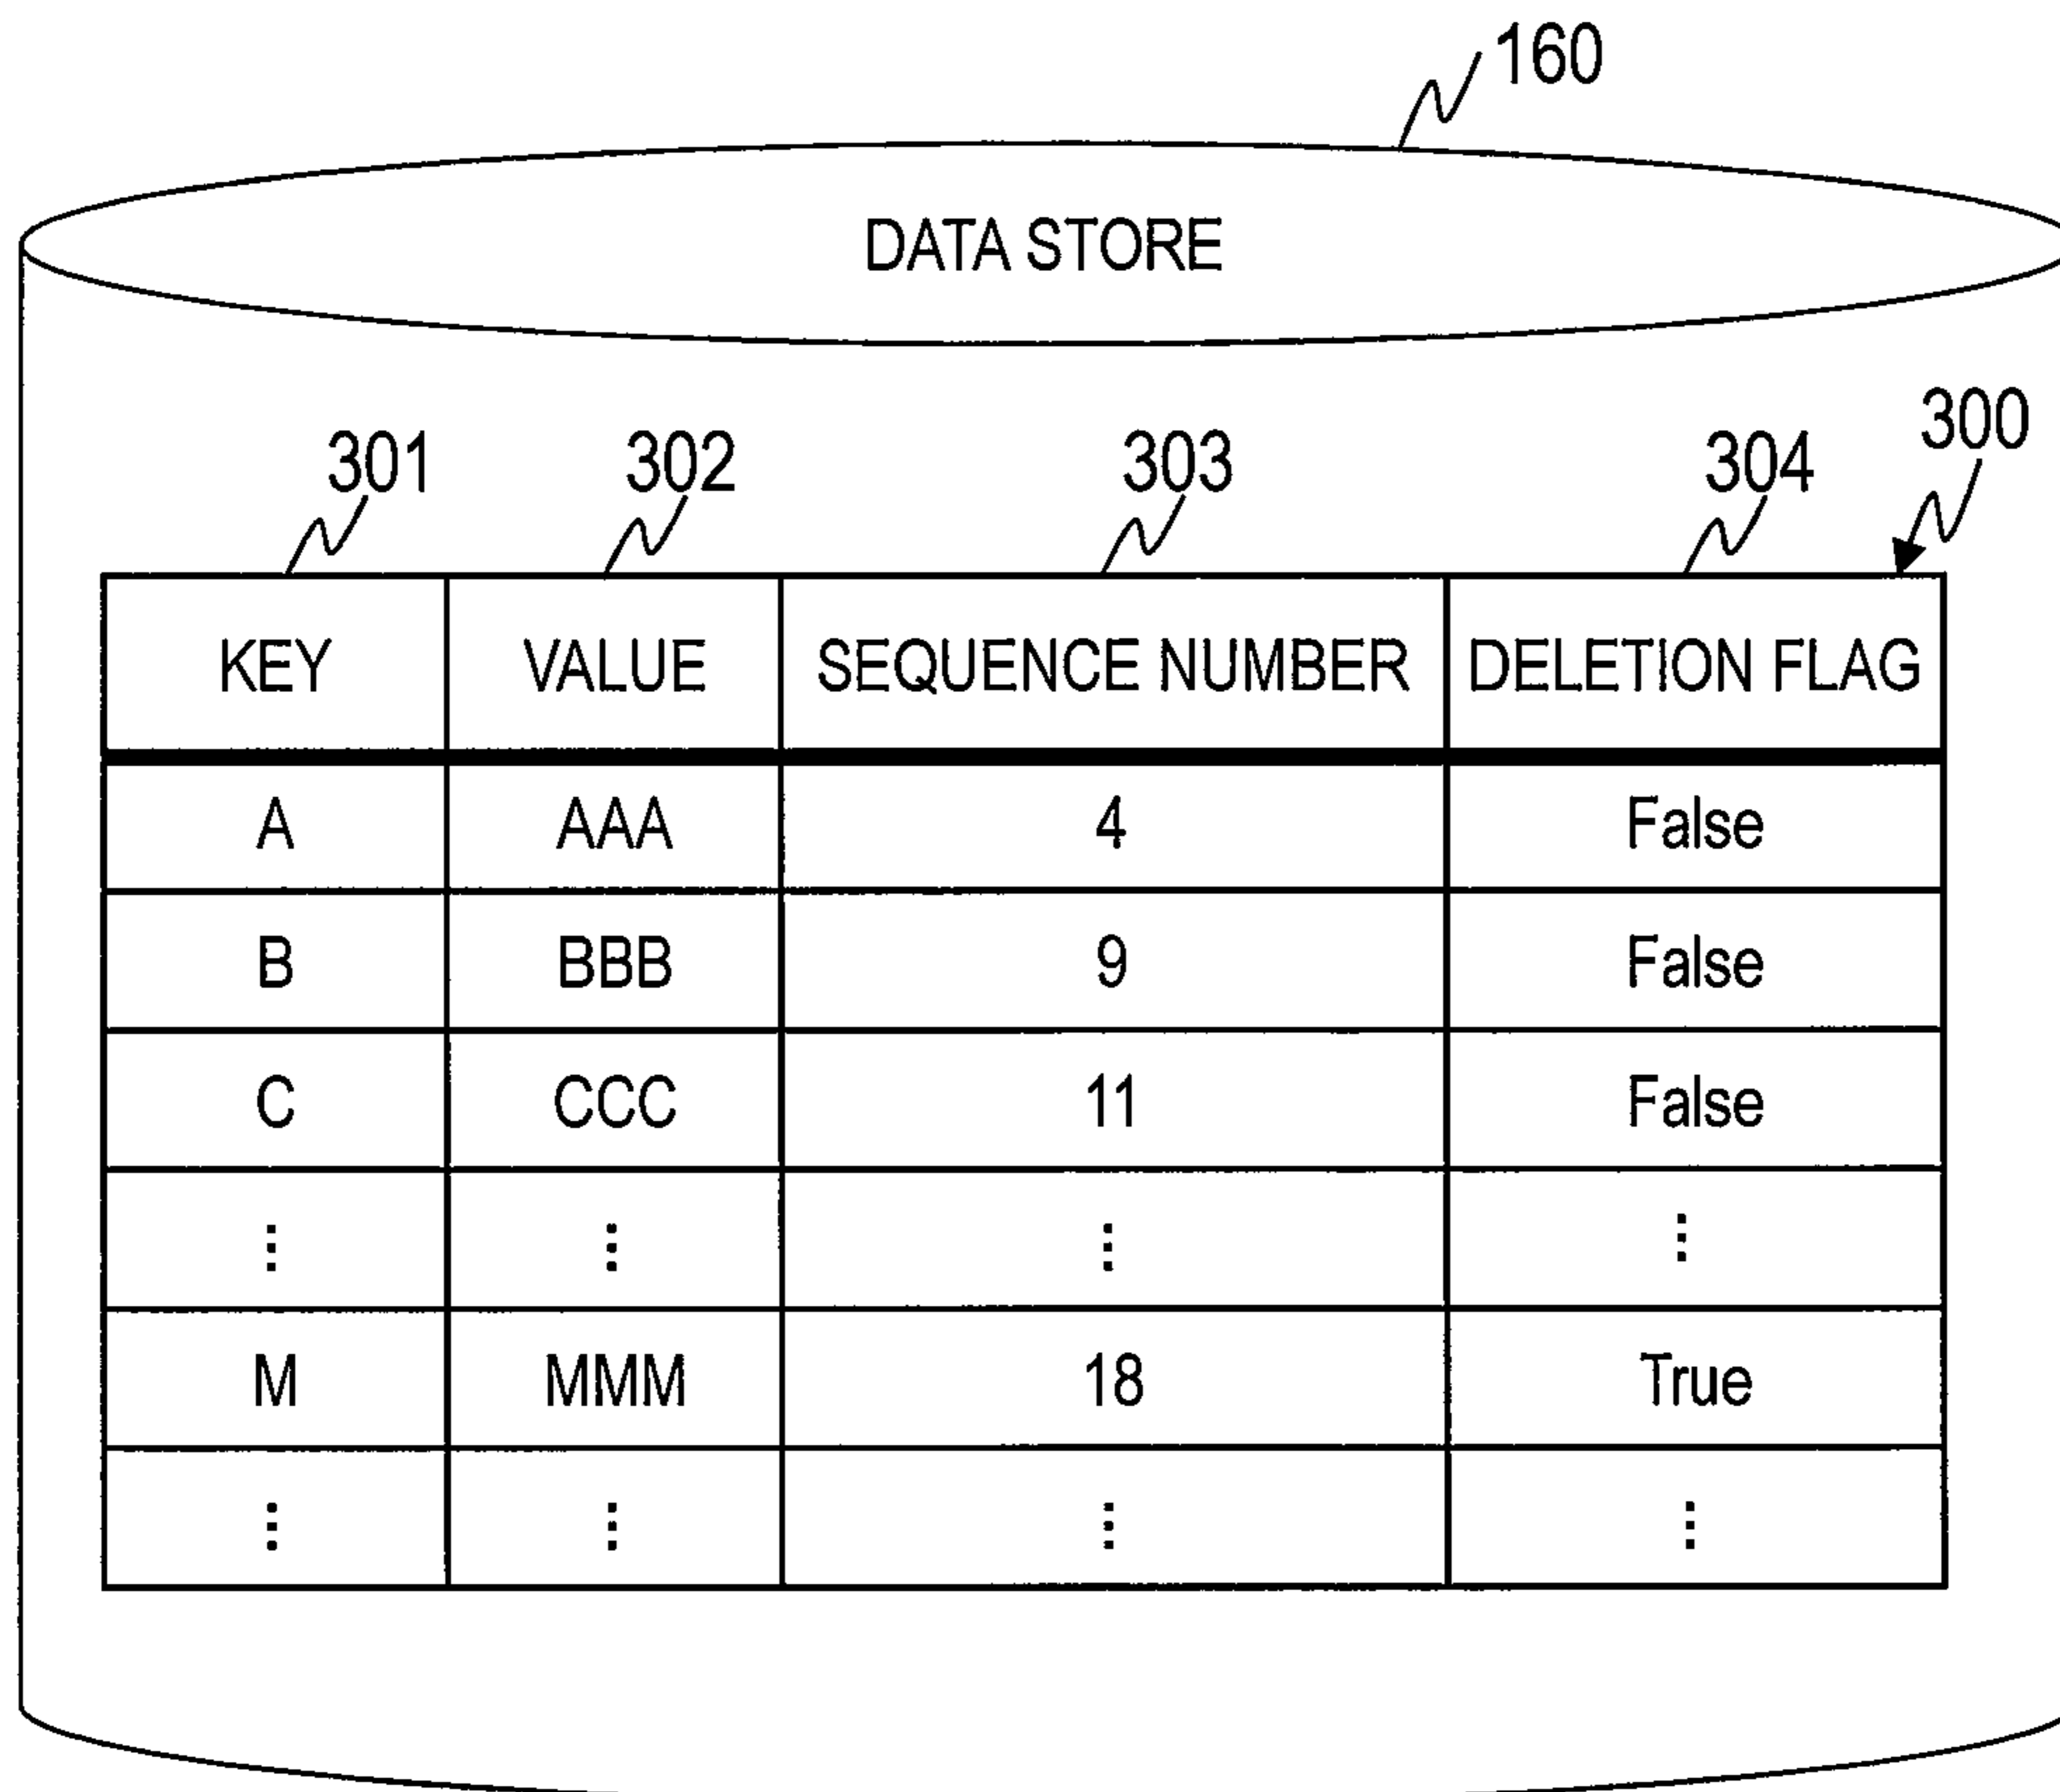 160
DATA STORE
300
301 302 303 304
KEY VALUE SEQUENCE NUMBER DELETION FLAG
A AAA 4 False
B BBB 9 False
C CCC 11 False
⋮ ⋮ ⋮ ⋮
M MMM 18 True
⋮ ⋮ ⋮ ⋮